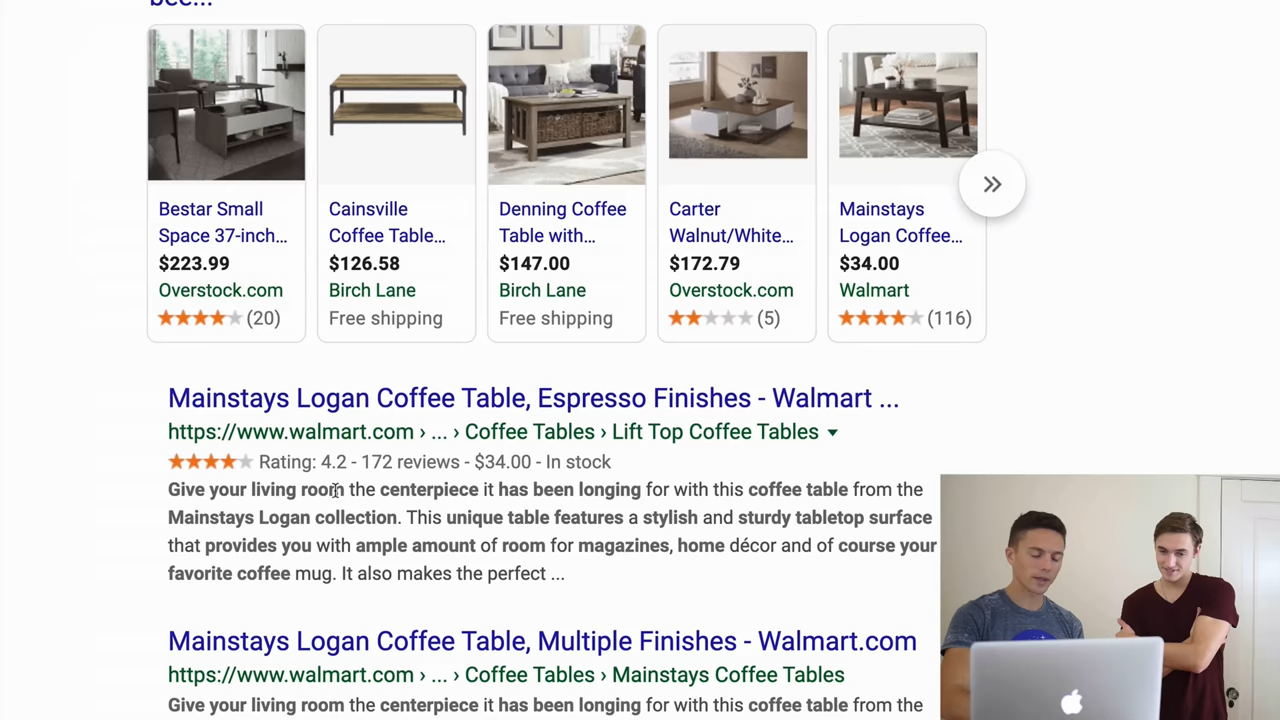 bee...
Bestar Small
Space 37-inch...
$223.99
Overstock.com
(20)
Cainsville
Coffee Table...
$126.58
Birch Lane
Free shipping
Denning Coffee
Table with...
$147.00
Birch Lane
Free shipping
Carter
Walnut/White...
$172.79
Overstock.com
(5)
Mainstays
Logan Coffee...
$34.00
Walmart
(116)
Mainstays Logan Coffee Table, Espresso Finishes - Walmart ...
https://www.walmart.com › ... › Coffee Tables › Lift Top Coffee Tables
Rating: 4.2 - 172 reviews - $34.00 - In stock
Give your living room the centerpiece it has been longing for with this coffee table from the
Mainstays Logan collection. This unique table features a stylish and sturdy tabletop surface
that provides you with ample amount of room for magazines, home décor and of course your
favorite coffee mug. It also makes the perfect ...
Mainstays Logan Coffee Table, Multiple Finishes - Walmart.com
https://www.walmart.com › ... › Coffee Tables › Mainstays Coffee Tables
Give your living room the centerpiece it has been longing for with this coffee table from the